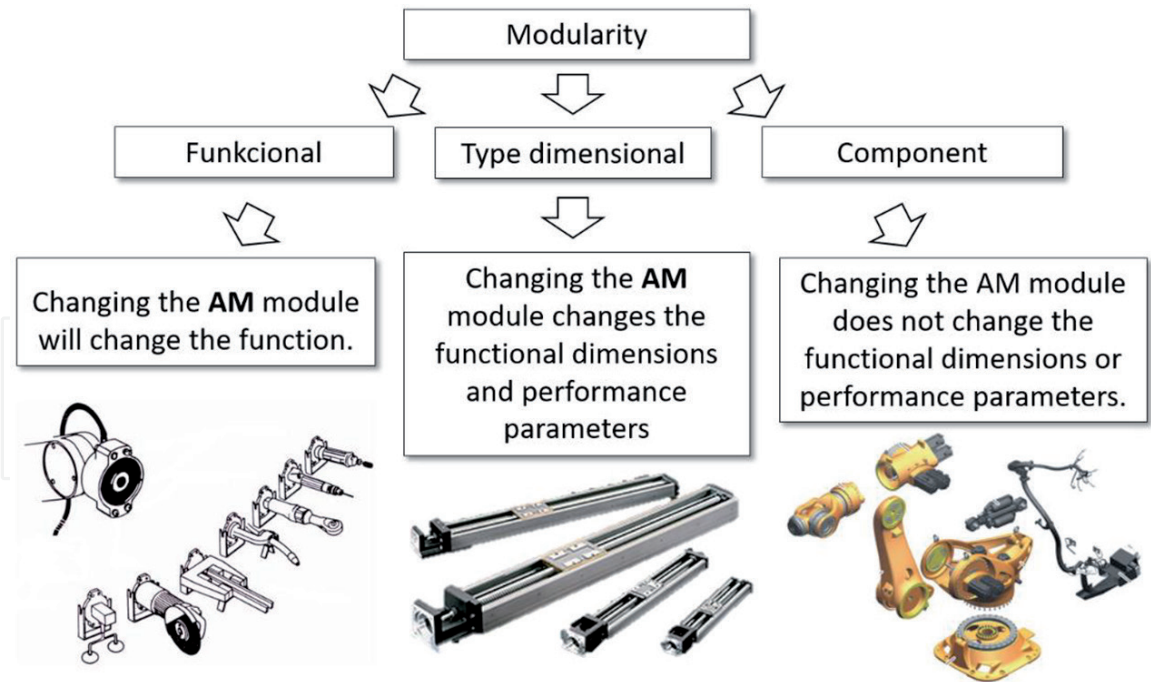 Modularity
Funkcional
Type dimensional
Component
Changing the AM module
will change the function.
Changing the AM
module changes the
functional dimensions
and performance
parameters
Changing the AM module
does not change the
functional dimensions or
performance parameters.